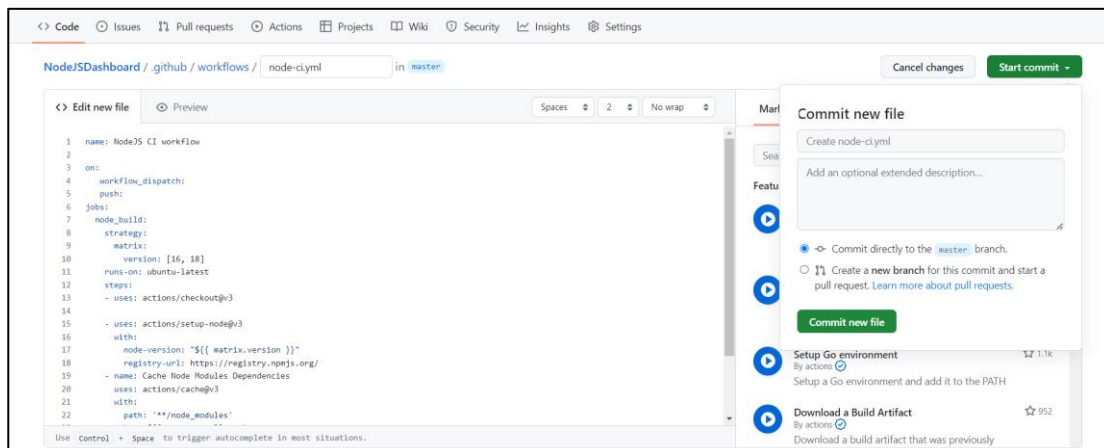 Code Issues Pull requests Actions Projects Wiki Security Insights Settings
NodeJSDashboard / .github / workflows / node-ci.yml in master Cancel changes Start commit
Edit new file Preview Spaces 2 No wrap
1 name: NodeJS CI workflow
2
3 on:
4 workflow_dispatch:
5 push:
6 jobs:
7 node_build:
8 strategy:
9 matrix:
10 version: [16, 18]
11 runs-on: ubuntu-latest
12 steps:
13 - uses: actions/checkout@v3
14
15 - uses: actions/setup-node@v3
16 with:
17 node-version: "${{ matrix.version }}"
18 registry-url: https://registry.npmjs.org/
19 - name: Cache Node Modules Dependencies
20 uses: actions/cache@v3
21 with:
22 path: '**/node_modules'
Use Control + Space to trigger autocomplete in most situations.
Commit new file
Create node-ci.yml
Add an optional extended description...
Commit directly to the master branch.
Create a new branch for this commit and start a
pull request. Learn more about pull requests.
Commit new file
Setup Go environment 1.1k
By actions
Setup a Go environment and add it to the PATH
Download a Build Artifact 952
By actions
Download a build artifact that was previously